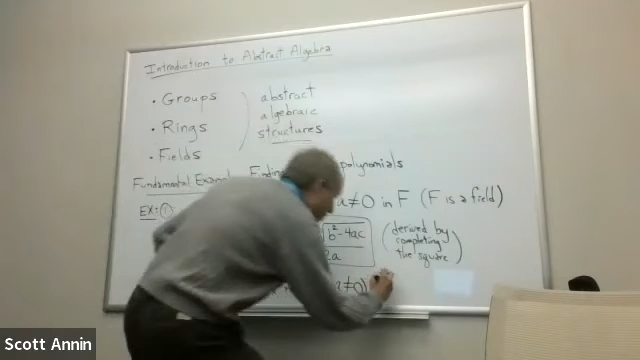 Introduction to Abstract Algebra
• Groups
• Rings
• Fields
abstract
algebraic
structures
Fundamental Example polynomials
EX: ① a≠0 in F (F is a field)
b²-4ac
2a
(derived by
completing
the square)
a≠0)
Scott Annin